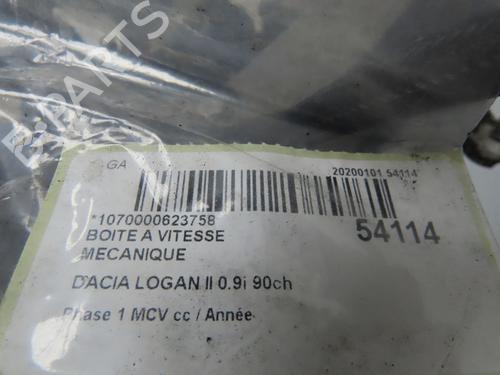 B PARTS
GA
20200101 54114
*1070000623758
54114
BOITE A VITESSE
MECANIQUE
DACIA LOGAN II 0.9i 90ch
Phase 1 MCV cc / Année